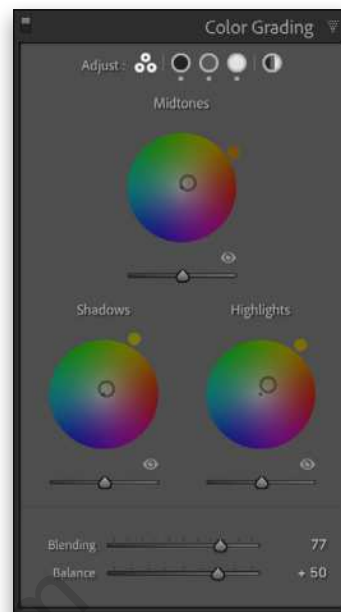 Color Grading
Adjust :
Midtones
Shadows Highlights
Blending 77
Balance + 50